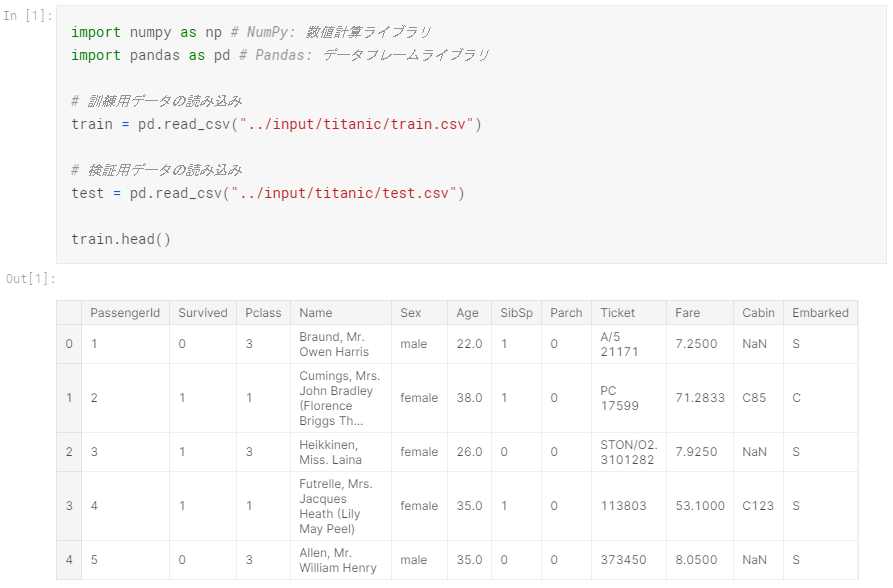 In [1]:
import numpy as np # NumPy: 数値計算ライブラリ
import pandas as pd # Pandas: データフレームライブラリ
# 訓練用データの読み込み
train = pd.read_csv("../input/titanic/train.csv")
# 検証用データの読み込み
test = pd.read_csv("../input/titanic/test.csv")
train.head()
Out[1]:
PassengerId Survived Pclass Name Sex Age SibSp Parch Ticket Fare Cabin Embarked
0 1 0 3 Braund, Mr. Owen Harris male 22.0 1 0 A/5 21171 7.2500 NaN S
1 2 1 1 Cumings, Mrs. John Bradley (Florence Briggs Th... female 38.0 1 0 PC 17599 71.2833 C85 C
2 3 1 3 Heikkinen, Miss. Laina female 26.0 0 0 STON/O2. 3101282 7.9250 NaN S
3 4 1 1 Futrelle, Mrs. Jacques Heath (Lily May Peel) female 35.0 1 0 113803 53.1000 C123 S
4 5 0 3 Allen, Mr. William Henry male 35.0 0 0 373450 8.0500 NaN S